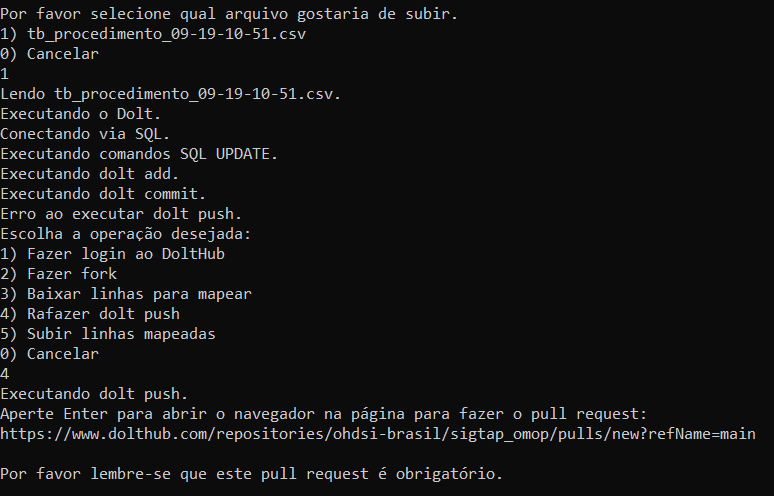 Por favor selecione qual arquivo gostaria de subir.
1) tb_procedimento_09-19-10-51.csv
0) Cancelar
1
Lendo tb_procedimento_09-19-10-51.csv.
Executando o Dolt.
Conectando via SQL.
Executando comandos SQL UPDATE.
Executando dolt add.
Executando dolt commit.
Erro ao executar dolt push.
Escolha a operação desejada:
1) Fazer login ao DoltHub
2) Fazer fork
3) Baixar linhas para mapear
4) Rafazer dolt push
5) Subir linhas mapeadas
0) Cancelar
4
Executando dolt push.
Aperte Enter para abrir o navegador na página para fazer o pull request:
https://www.dolthub.com/repositories/ohdsi-brasil/sigtap_omop/pulls/new?refName=main
Por favor lembre-se que este pull request é obrigatório.